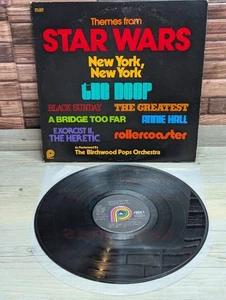 Themes from
STAR WARS
New York,
New York
the DEEP
BLACK SUNDAY THE GREATEST
A BRIDGE TOO FAR ANNIE HALL
EXORCIST II,
THE HERETIC rollercoaster
as Performed By
The Birchwood Pops Orchestra